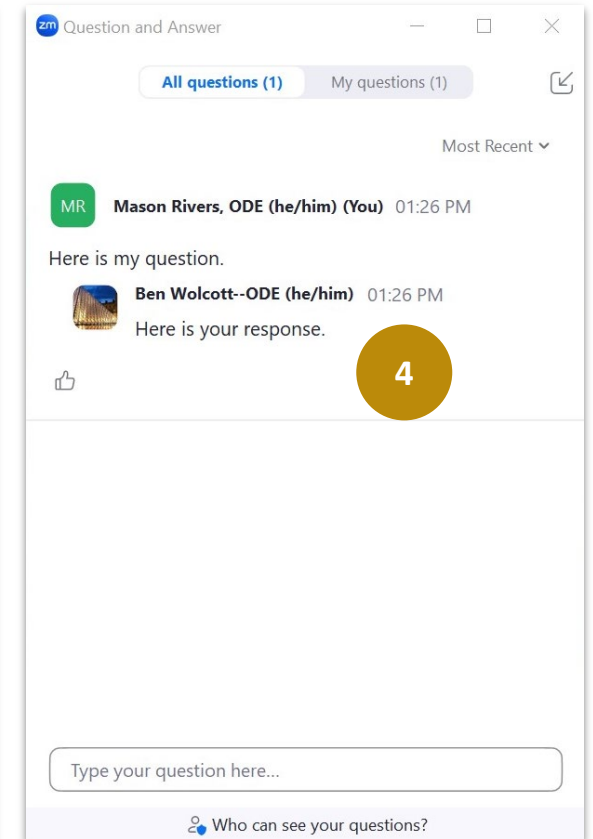 zm Question and Answer
All questions (1) My questions (1)
Most Recent
MR Mason Rivers, ODE (he/him) (You) 01:26 PM
Here is my question.
Ben Wolcott--ODE (he/him) 01:26 PM
Here is your response.
4
Type your question here...
Who can see your questions?